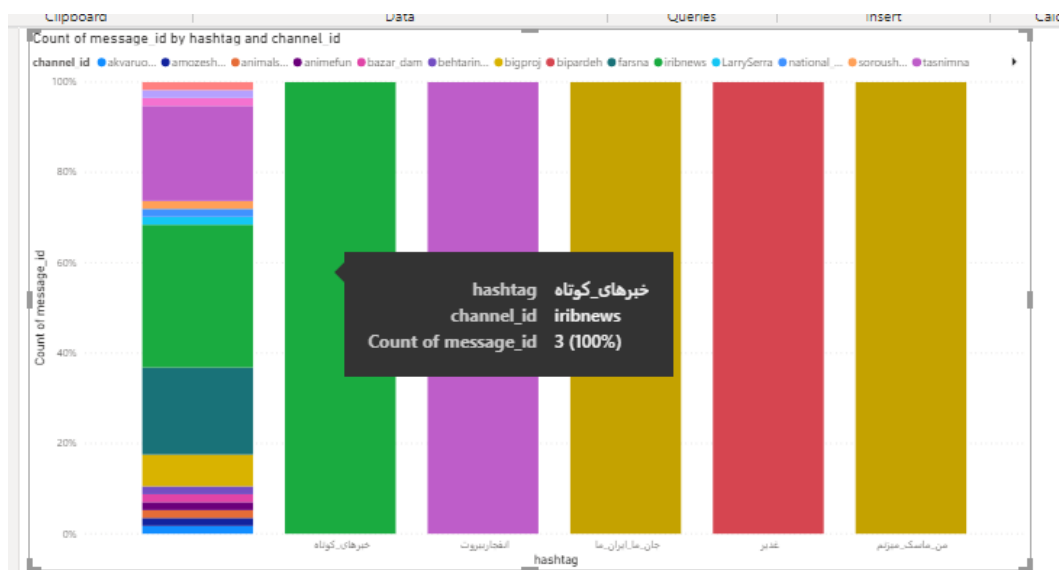 Clipboard Data Queries Insert
Count of message_id by hashtag and channel_id
channel_id akvaruo... amozesh... animals... animefun bazar_dam behtarin... bigproj bipardeh farsna iribnews LarrySerra national_... soroush... tasnimna
100%
80%
60%
40%
20%
0%
Count of message_id
hashtag خبرهای_کوتاه
channel_id iribnews
Count of message_id 3 (100%)
خبرهای_کوتاه انفجاربیروت جان_ما_ایران_ما غدیر من_ماسک_میزنم
hashtag